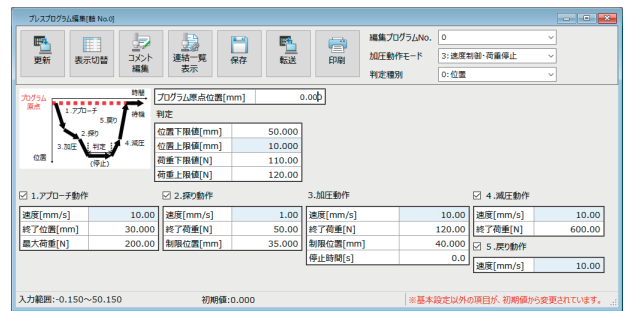 プレスプログラム編集[軸 No.0]
更新
表示切替
コメント
編集
連結一覧
表示
保存
転送
印刷
編集プログラムNo. 0
加圧動作モード 3:速度制御-荷重停止
判定種別 0:位置
プログラム
原点
時間
待機
1.アプローチ
5.戻り
2.探り
3.加圧
判定
4.減圧
位置
(停止)
プログラム原点位置[mm] 0.000
判定
位置下限値[mm] 50.000
位置上限値[mm] 10.000
荷重下限値[N] 110.00
荷重上限値[N] 120.00
1.アプローチ動作
速度[mm/s] 10.00
終了位置[mm] 30.000
最大荷重[N] 200.00
2.探り動作
速度[mm/s] 1.00
終了荷重[N] 50.00
制限位置[mm] 35.000
3.加圧動作
速度[mm/s] 10.00
終了荷重[N] 120.00
制限位置[mm] 40.000
停止時間[s] 0.0
4.減圧動作
速度[mm/s] 10.00
終了荷重[N] 600.00
5.戻り動作
速度[mm/s] 10.00
入力範囲:-0.150～50.150
初期値:0.000
※基本設定以外の項目が、初期値から変更されています。